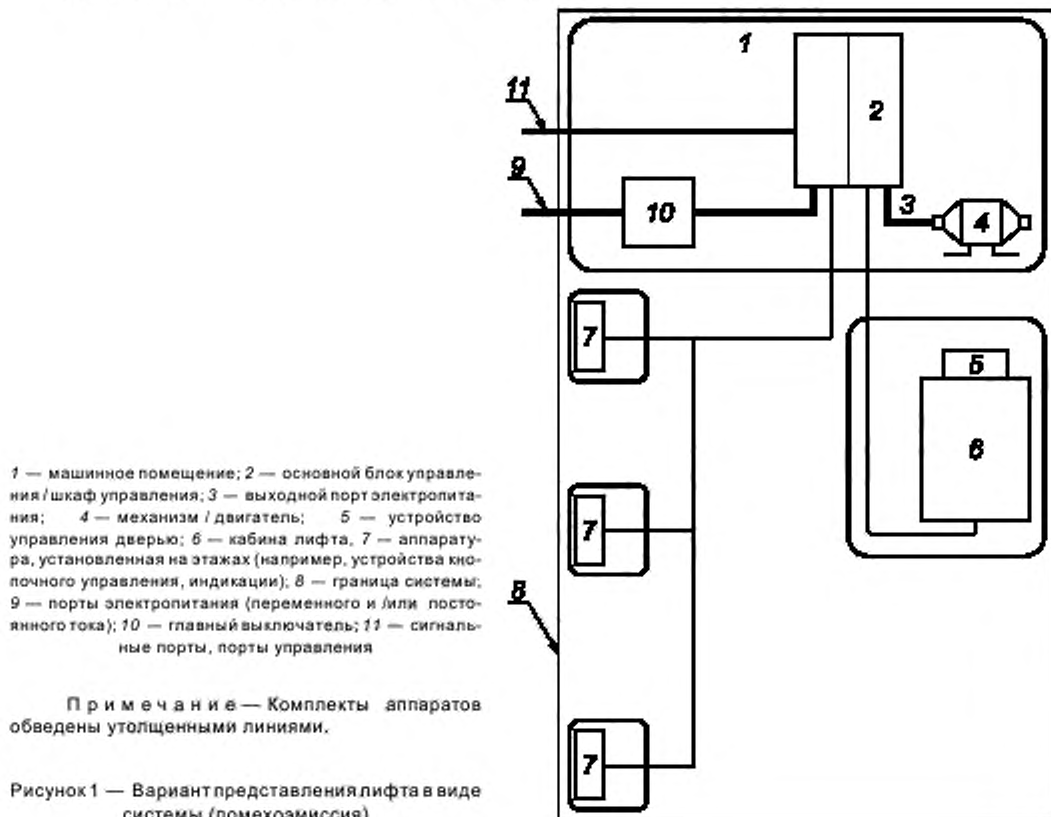 1
11
2
9
10
3
4
7
5
6
7
8
7
1 — машинное помещение; 2 — основной блок управле-
ния / шкаф управления; 3 — выходной порт электропита-
ния; 4 — механизм / двигатель; 5 — устройство
управления дверью; 6 — кабина лифта, 7 — аппарату-
ра, установленная на этажах (например, устройства кно-
почного управления, индикации); 8 — граница системы;
9 — порты электропитания (переменного и /или посто-
янного тока); 10 — главный выключатель; 11 — сигналь-
ные порты, порты управления
Примечание — Комплекты аппаратов
обведены утолщенными линиями.
Рисунок 1 — Вариант представления лифта в виде
системы (помехоэмиссия)